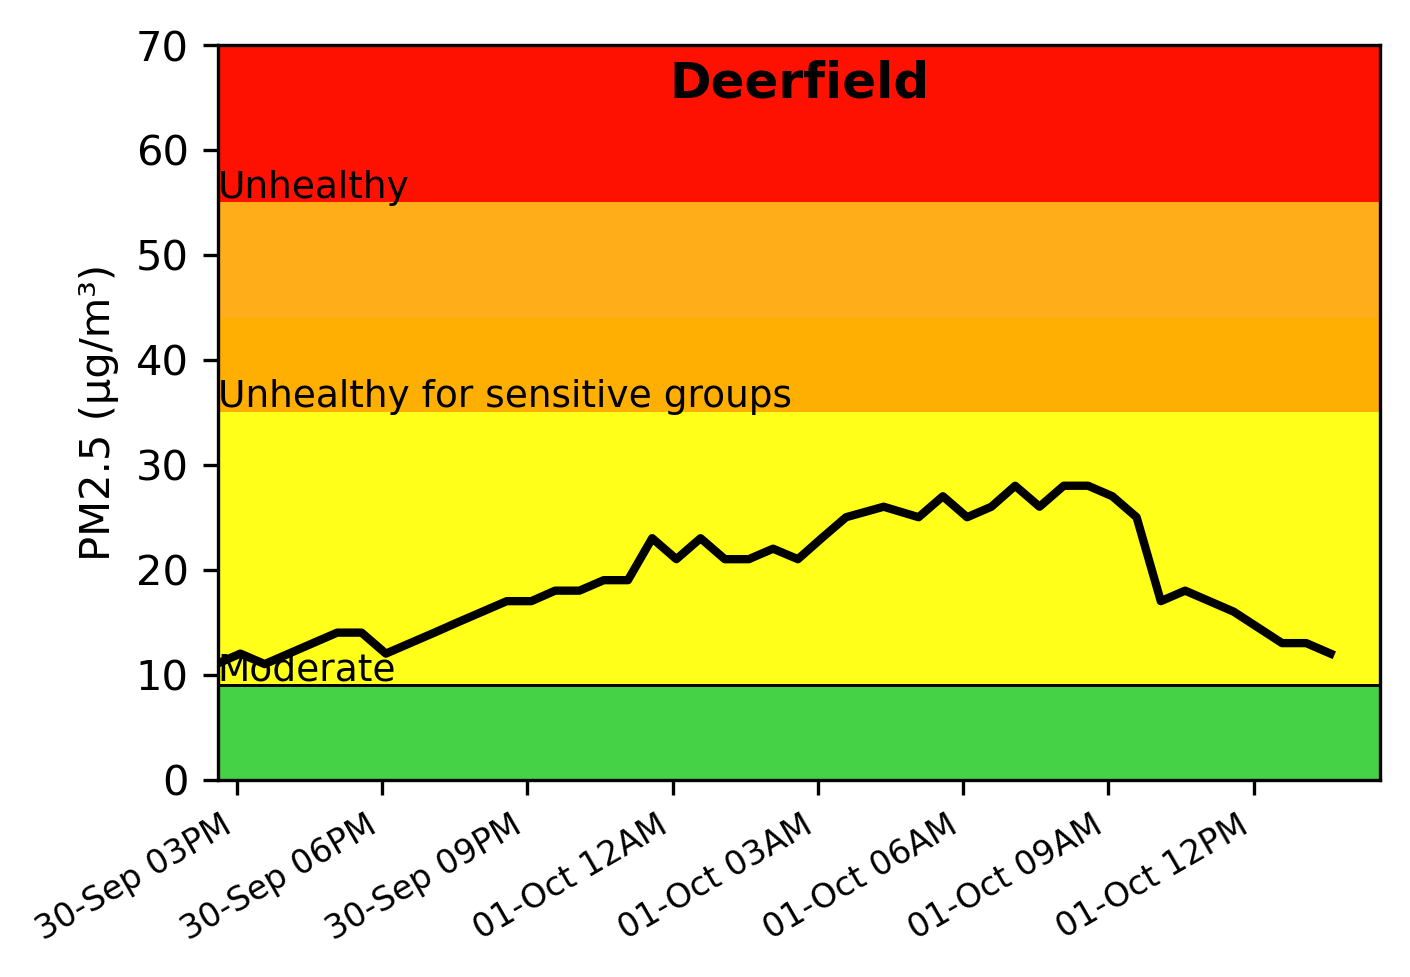 Deerfield
PM2.5 (µg/m³)
70
60
50
40
30
20
10
0
Unhealthy
Unhealthy for sensitive groups
Moderate
30-Sep 03PM
30-Sep 06PM
30-Sep 09PM
01-Oct 12AM
01-Oct 03AM
01-Oct 06AM
01-Oct 09AM
01-Oct 12PM